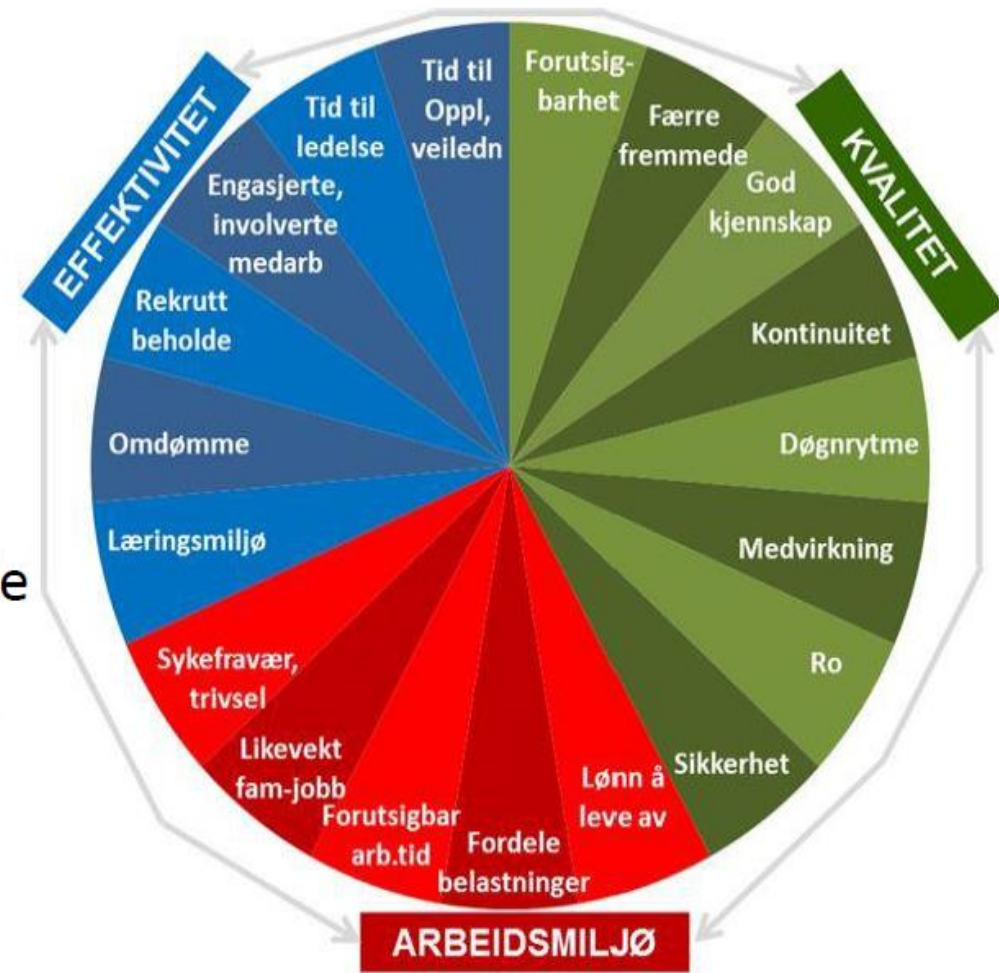 EFFEKTIVITET
KVALITET
Forutsig-
barhet
Færre
fremmede
God
kjennskap
Kontinuitet
Døgnrytme
Medvirkning
Ro
Sikkerhet
Lønn å
leve av
Fordele
belastninger
Forutsigbar
arb.tid
Likevekt
fam-jobb
Sykefravær,
trivsel
Læringsmiljø
Omdømme
Rekrutt
beholde
Engasjerte,
involverte
medarb
Tid til
ledelse
Tid til
Oppl,
veiledn
e
ARBEIDSMILJØ